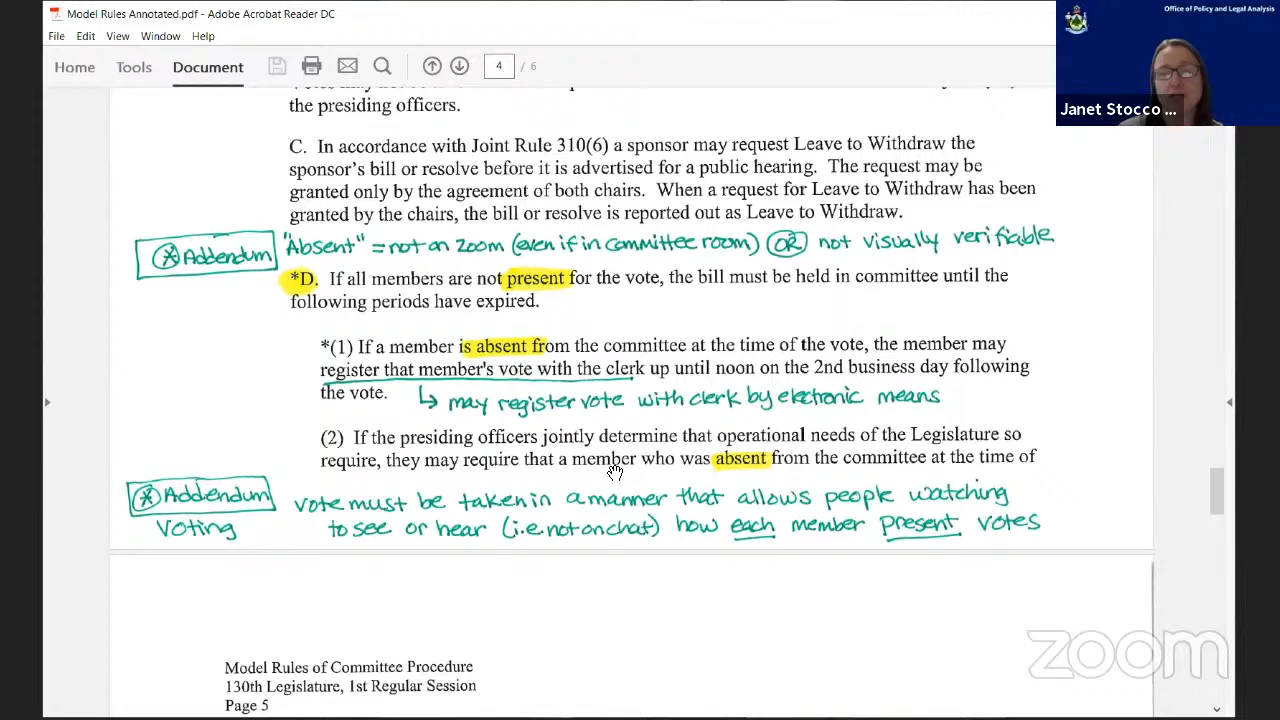 Model Rules Annotated.pdf - Adobe Acrobat Reader DC
Office of Policy and Legal Analysis
File Edit View Window Help
Home Tools Document 4 / 6
Janet Stocco ...
the presiding officers.
C. In accordance with Joint Rule 310(6) a sponsor may request Leave to Withdraw the
sponsor's bill or resolve before it is advertised for a public hearing. The request may be
granted only by the agreement of both chairs. When a request for Leave to Withdraw has been
granted by the chairs, the bill or resolve is reported out as Leave to Withdraw.
* Addendum "Absent" = not on zoom (even if in committee room) OR not visually verifiable
*D. If all members are not present for the vote, the bill must be held in committee until the
following periods have expired.
*(1) If a member is absent from the committee at the time of the vote, the member may
register that member's vote with the clerk up until noon on the 2nd business day following
the vote. ↳ may register vote with clerk by electronic means
(2) If the presiding officers jointly determine that operational needs of the Legislature so
require, they may require that a member who was absent from the committee at the time of
* Addendum vote must be taken in a manner that allows people watching
Voting to see or hear (i.e. not on chat) how each member present votes
zoom
Model Rules of Committee Procedure
130th Legislature, 1st Regular Session
Page 5